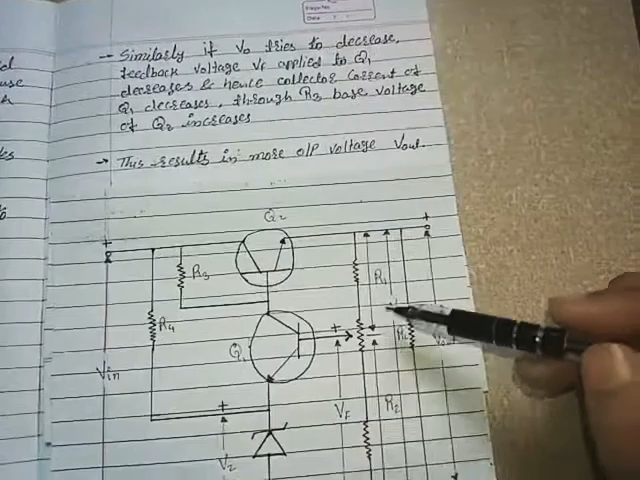 -- Similarly if Vo tries to decrease,
feedback voltage VF applied to Q1
decreases & hence collector Current of
Q1 decreases, through R3 base voltage
of Q2 increases
→ This results in more O/P voltage Vout.
Q2
+
+
R3
R1
R4
Q1
+
RL
Vin
VF
R2
+
VZ